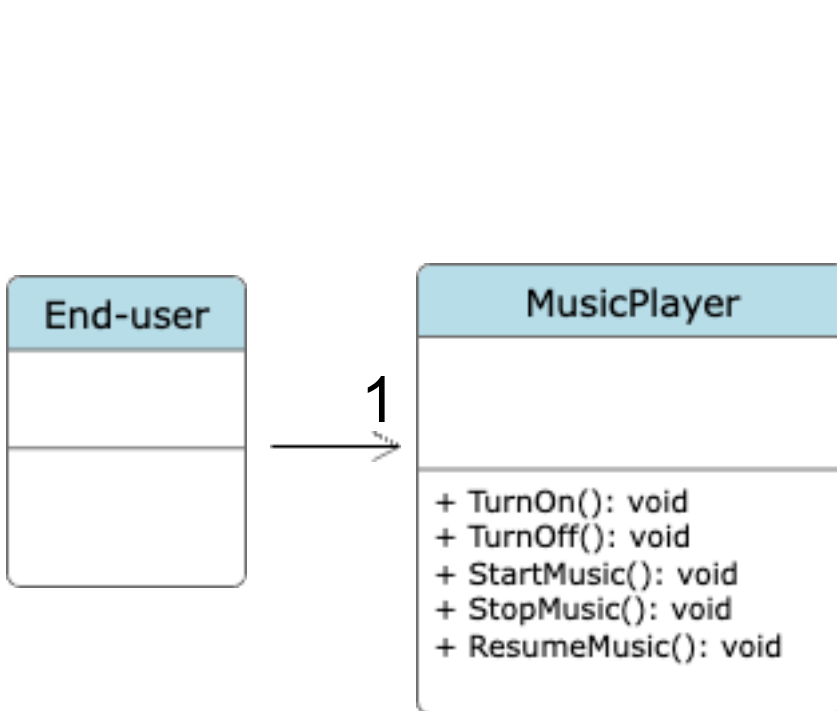 End-user
MusicPlayer
1
+ TurnOn(): void
+ TurnOff(): void
+ StartMusic(): void
+ StopMusic(): void
+ ResumeMusic(): void